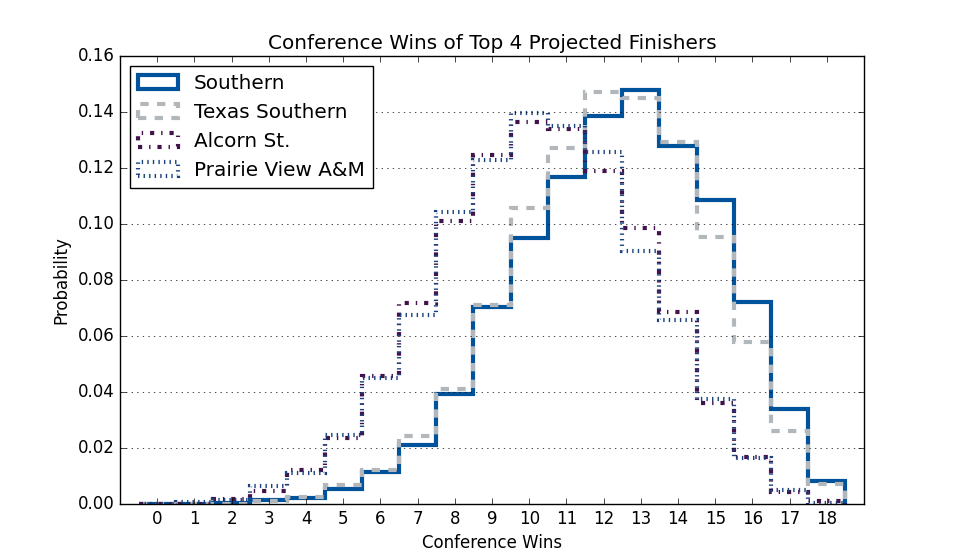 Conference Wins of Top 4 Projected Finishers
0.16
0.14
0.12
0.10
0.08
0.06
0.04
0.02
0.00
Probability
Southern
Texas Southern
Alcorn St.
Prairie View A&M
0 1 2 3 4 5 6 7 8 9 10 11 12 13 14 15 16 17 18
Conference Wins